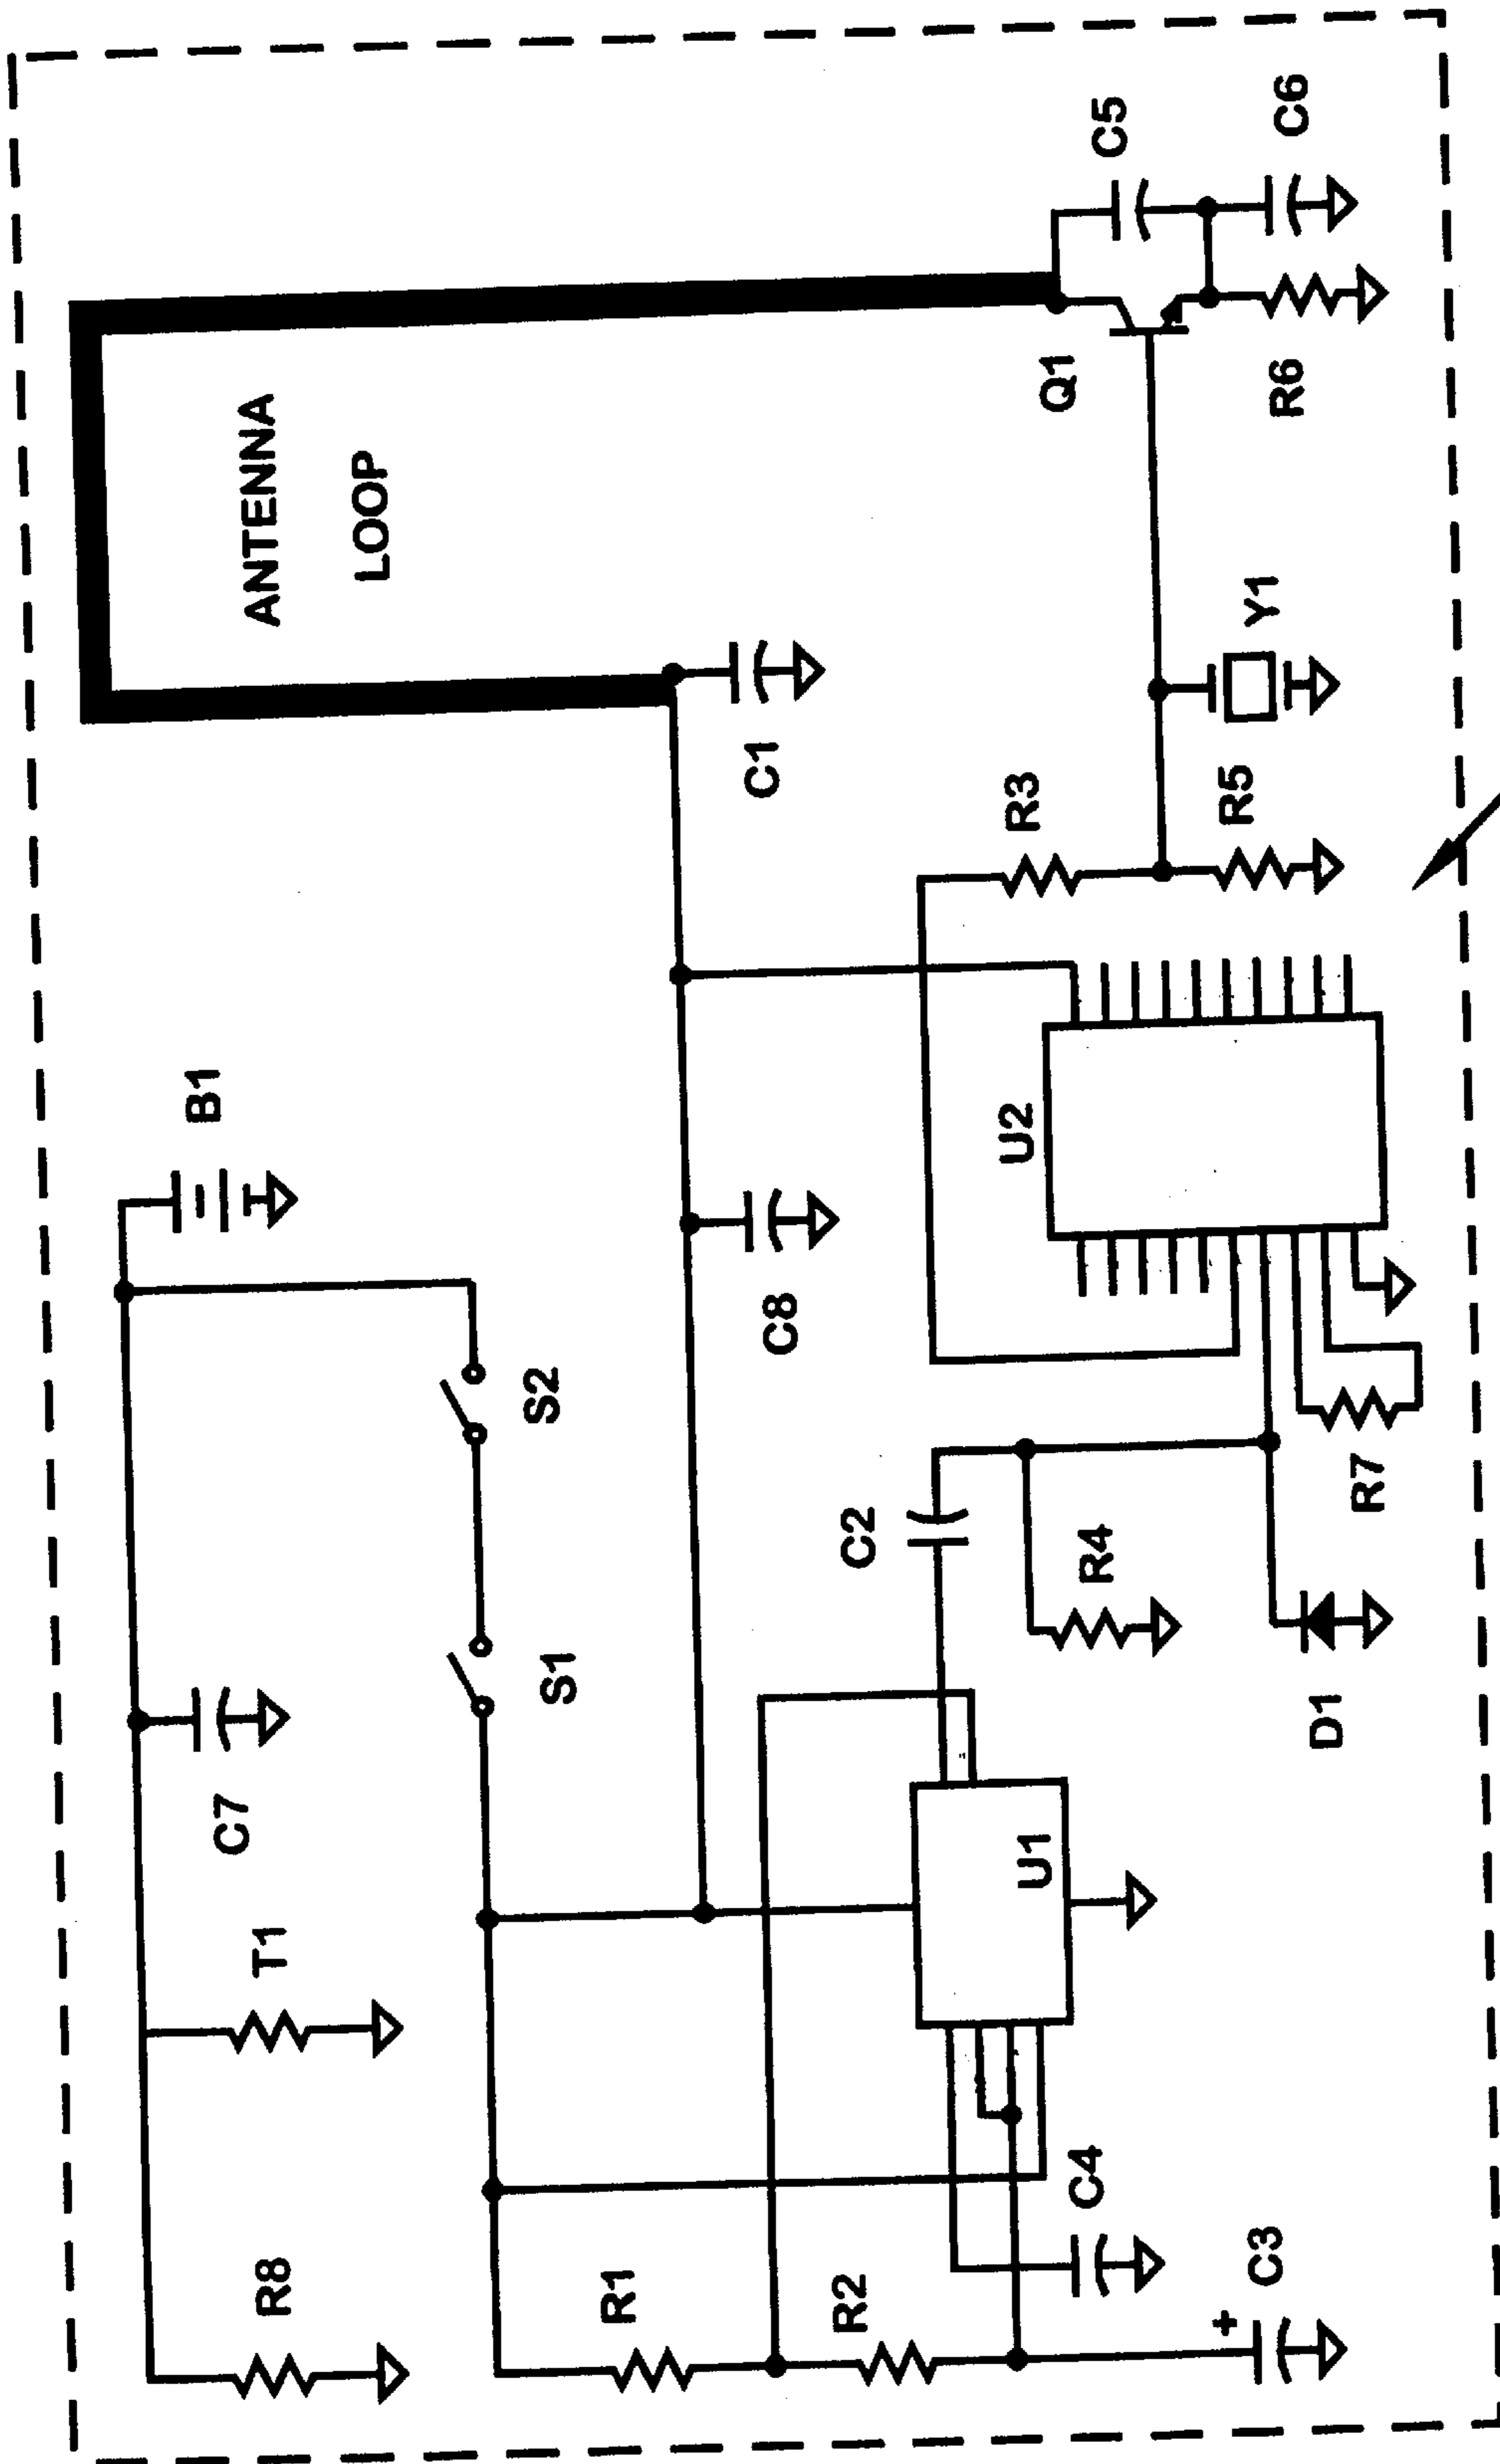 B1
C7
R8
T1
ANTENNA
LOOP
S1
S2
R1
C8
C1
R2
C2
U1
U2
R3
Q1
C4
R4
C5
+
C3
R5
Y1
R6
C6
D1
R7